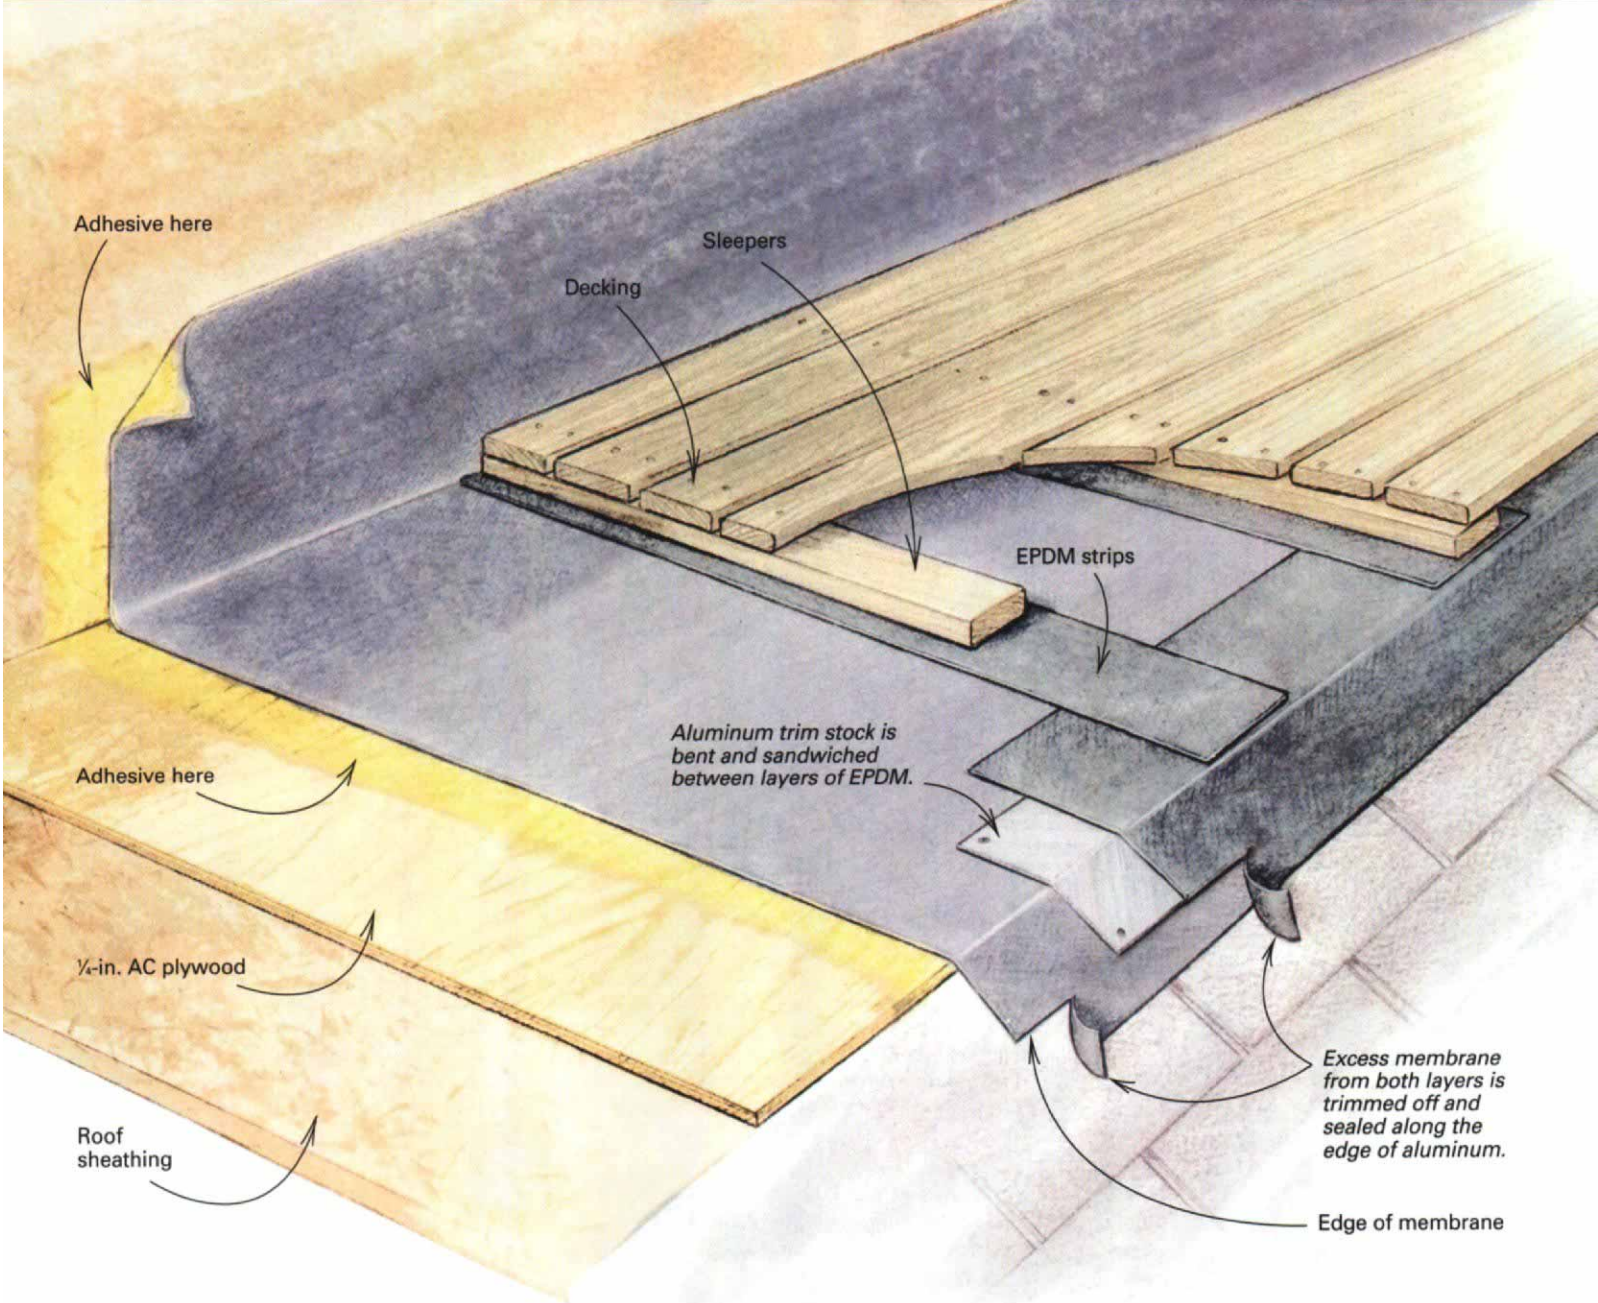 Adhesive here
Sleepers
Decking
EPDM strips
Aluminum trim stock is
bent and sandwiched
between layers of EPDM.
Adhesive here
¼-in. AC plywood
Excess membrane
from both layers is
trimmed off and
sealed along the
edge of aluminum.
Roof
sheathing
Edge of membrane